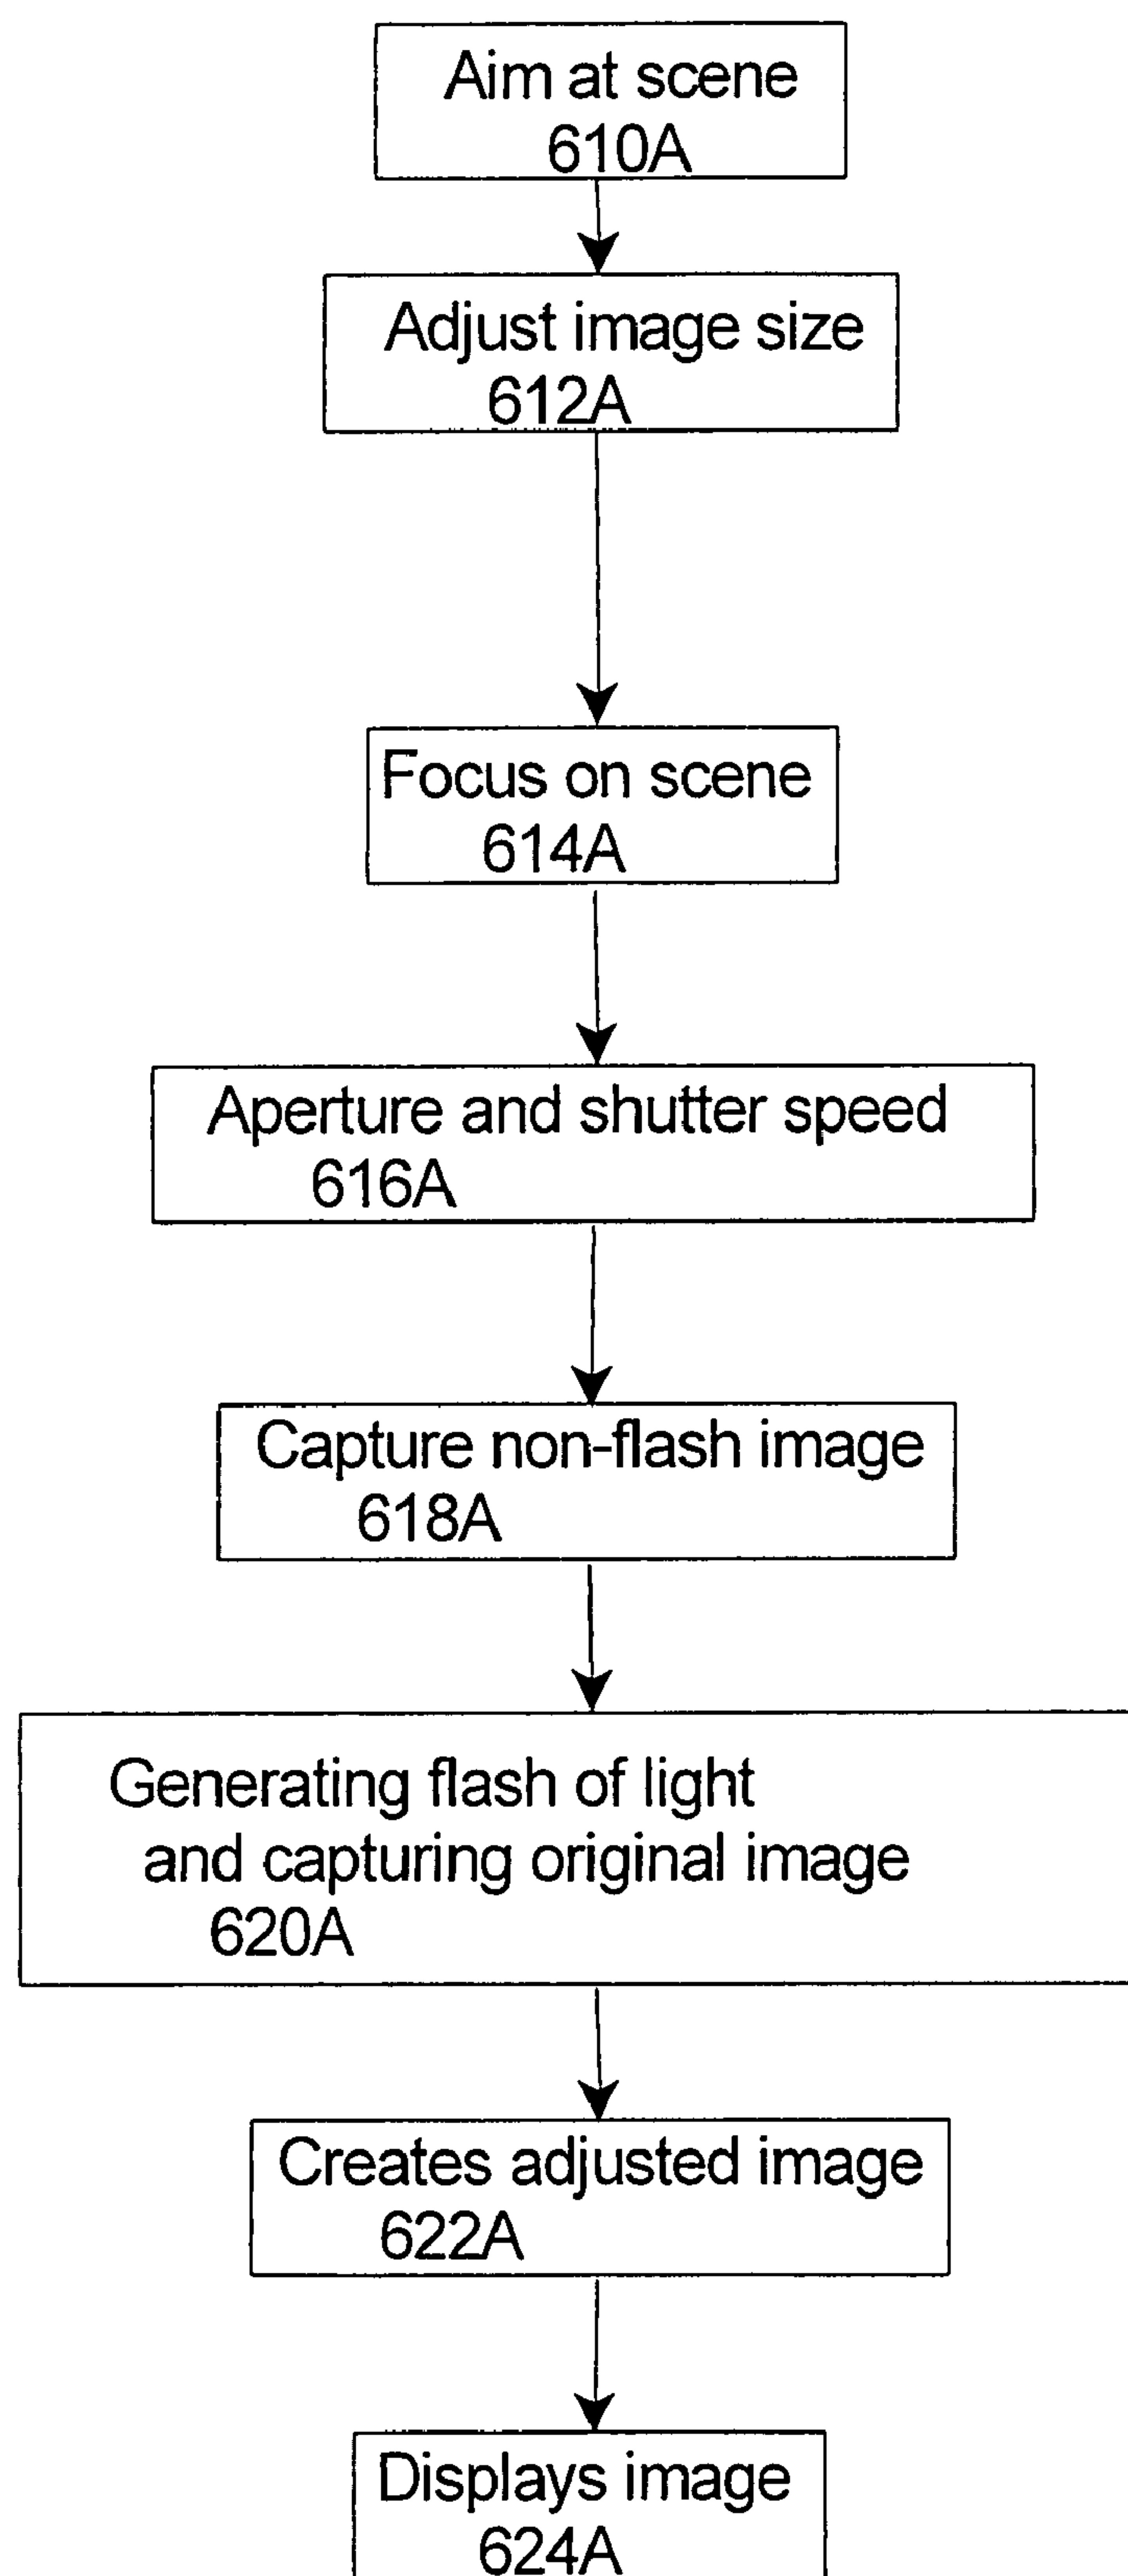 Aim at scene
610A
Adjust image size
612A
Focus on scene
614A
Aperture and shutter speed
616A
Capture non-flash image
618A
Generating flash of light
and capturing original image
620A
Creates adjusted image
622A
Displays image
624A